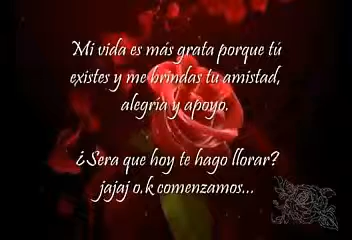 Mi vida es más grata porque tú
existes y me brindas tu amistad,
alegría y apoyo.
¿Sera que hoy te hago llorar?
jajaj o.k comenzamos...